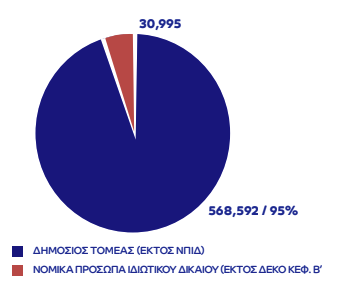 30,995
568,592 / 95%
ΔΗΜΟΣΙΟΣ ΤΟΜΕΑΣ (ΕΚΤΟΣ ΝΠΙΔ)
ΝΟΜΙΚΑ ΠΡΟΣΩΠΑ ΙΔΙΩΤΙΚΟΥ ΔΙΚΑΙΟΥ (ΕΚΤΟΣ ΔΕΚΟ ΚΕΦ. Β'